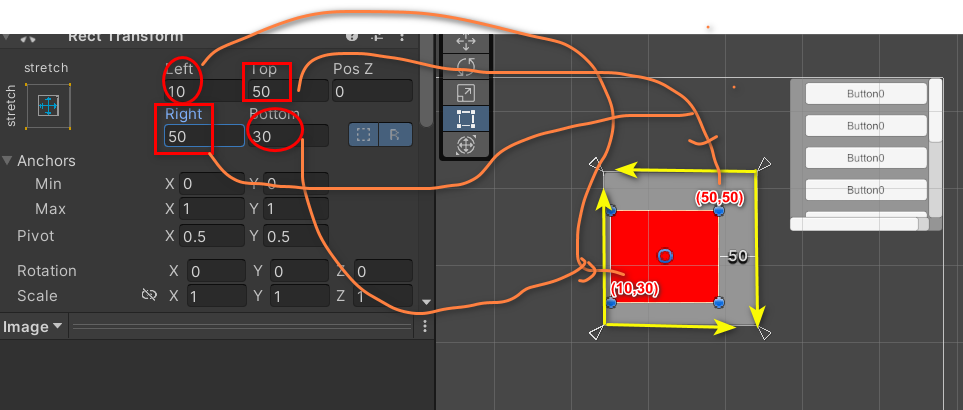 Rect Transform
stretch
stretch
Left
Top
Pos Z
10
50
0
Right
Bottom
50
30
R
Anchors
Min
X 0
Y 0
Max
X 1
Y 1
Pivot
X 0.5
Y 0.5
Rotation
X 0
Y 0
Z 0
Scale
X 1
Y 1
Z 1
Image
Button0
Button0
Button0
Button0
(50,50)
50
(10,30)